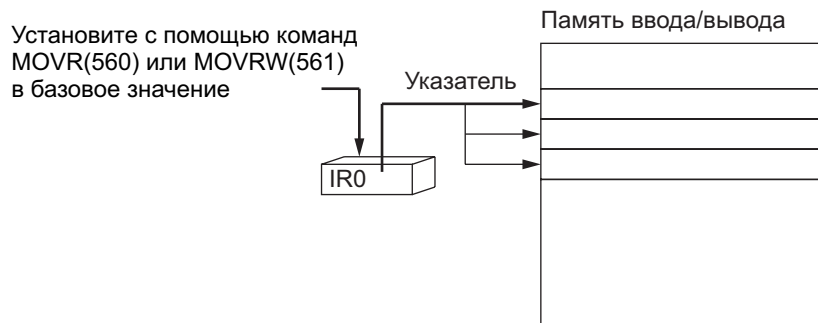 Установите с помощью команд
MOVR(560) или MOVRW(561)
в базовое значение
Память ввода/вывода
Указатель
IR0